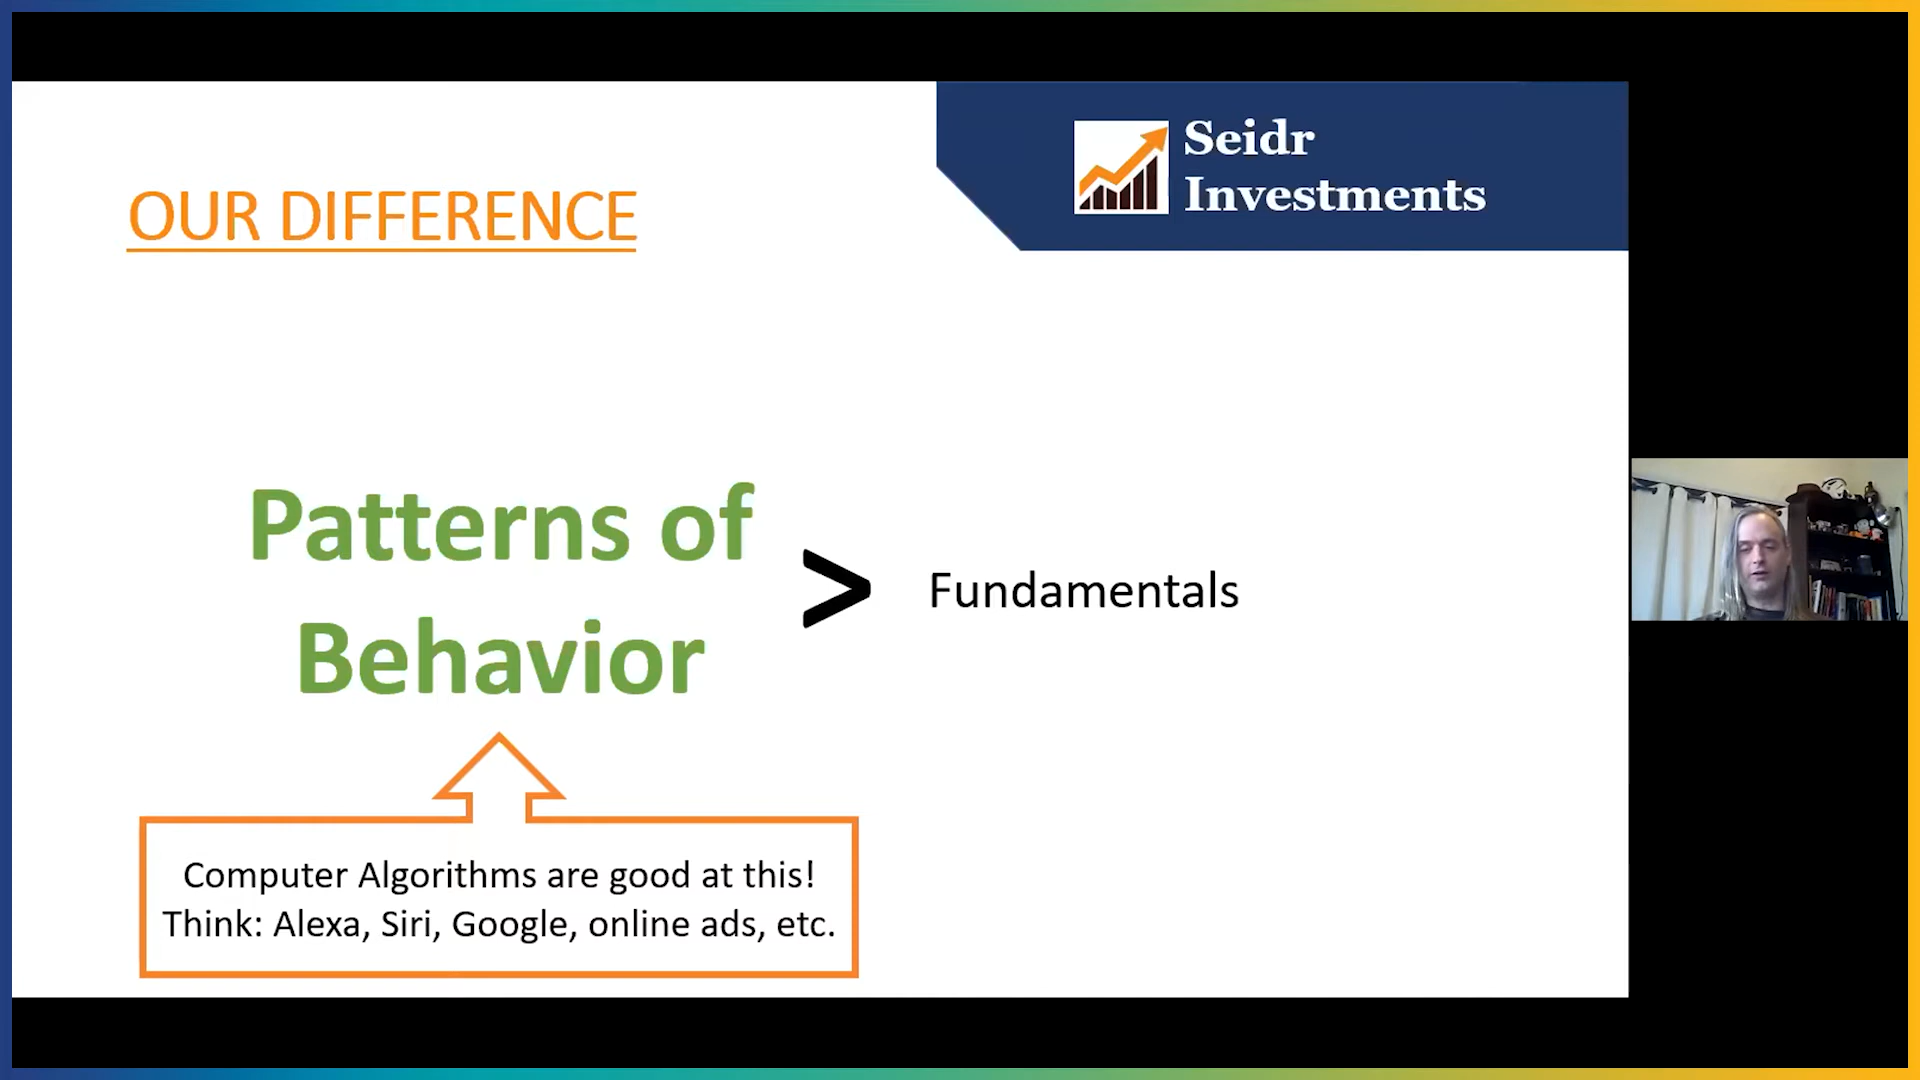 Seidr
Investments
OUR DIFFERENCE
Patterns of
Behavior
>
Fundamentals
Computer Algorithms are good at this!
Think: Alexa, Siri, Google, online ads, etc.